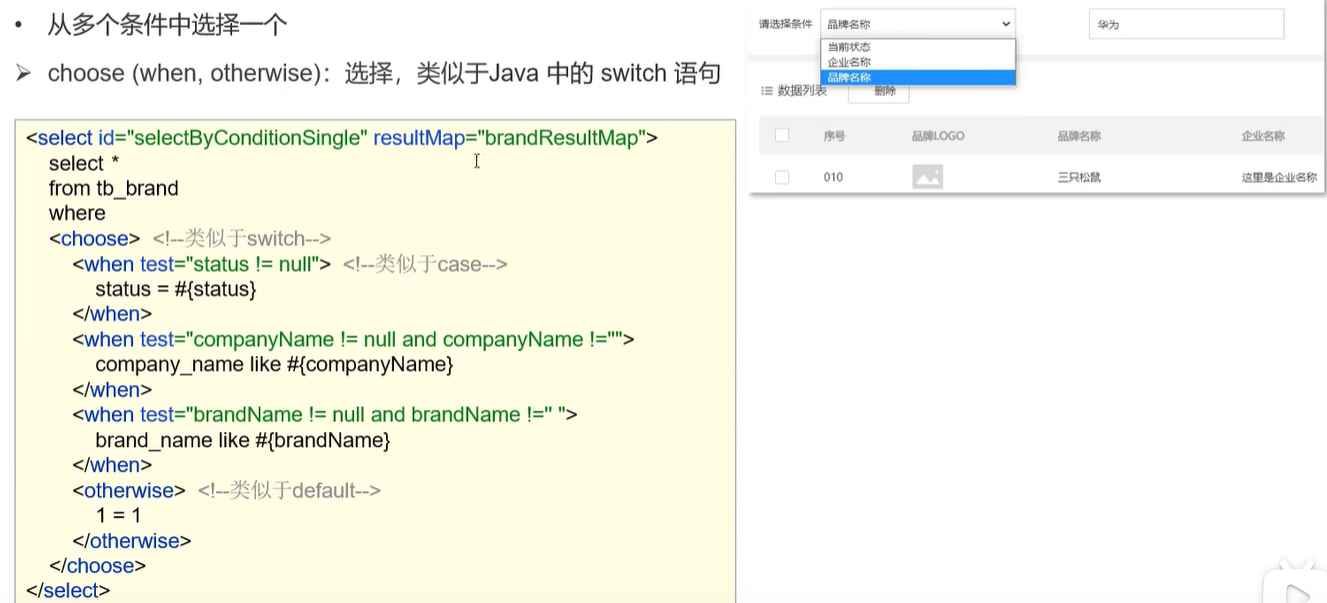 • 从多个条件中选择一个
➢ choose (when, otherwise)：选择，类似于Java 中的 switch 语句
<select id="selectByConditionSingle" resultMap="brandResultMap">
select *
from tb_brand
where
<choose> <!--类似于switch-->
<when test="status != null"> <!--类似于case-->
status = #{status}
</when>
<when test="companyName != null and companyName !=''">
company_name like #{companyName}
</when>
<when test="brandName != null and brandName !='' ">
brand_name like #{brandName}
</when>
<otherwise> <!--类似于default-->
1 = 1
</otherwise>
</choose>
</select>
请选择条件 品牌名称 华为
当前状态
企业名称
品牌名称
数据列表 删除
序号 品牌LOGO 品牌名称 企业名称
010 三只松鼠 这里是企业名称